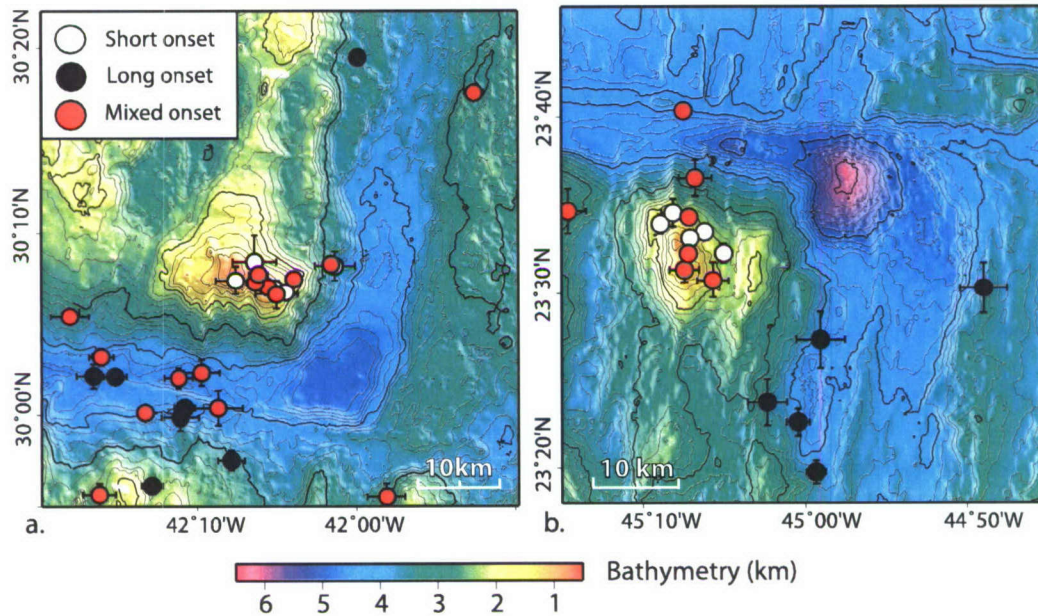 Short onset
Long onset
Mixed onset
30°20'N
30°10'N
30°00'N
10km
a.
42°10'W
42°00'W
23°40'N
23°30'N
23°20'N
10 km
b.
45°10'W
45°00'W
44°50'W
Bathymetry (km)
6 5 4 3 2 1